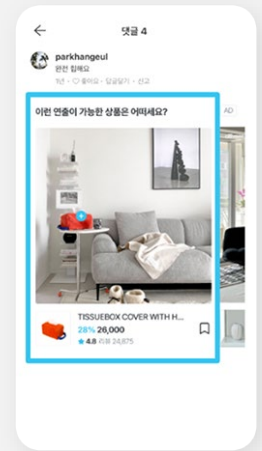 댓글 4
parkhangeul
완전 힙해요
1년 · ♡ 좋아요 · 답글달기 · 신고
이런 연출이 가능한 상품은 어떠세요?
AD
TISSUEBOX COVER WITH H...
28% 26,000
★ 4.8 리뷰 24,675